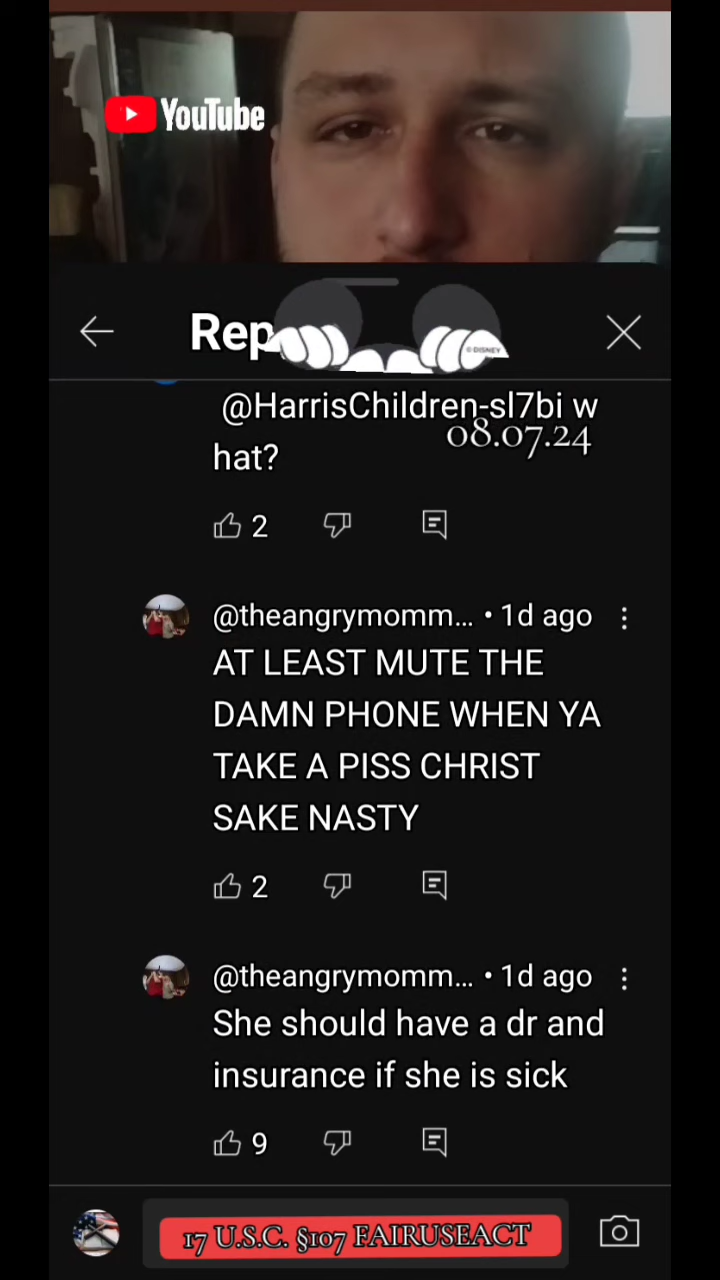 YouTube
Rep
© DISNEY
@HarrisChildren-sl7bi w
hat?
08.07.24
2
@theangrymomm... • 1d ago
AT LEAST MUTE THE
DAMN PHONE WHEN YA
TAKE A PISS CHRIST
SAKE NASTY
2
@theangrymomm... • 1d ago
She should have a dr and
insurance if she is sick
9
17 U.S.C. §107 FAIRUSEACT